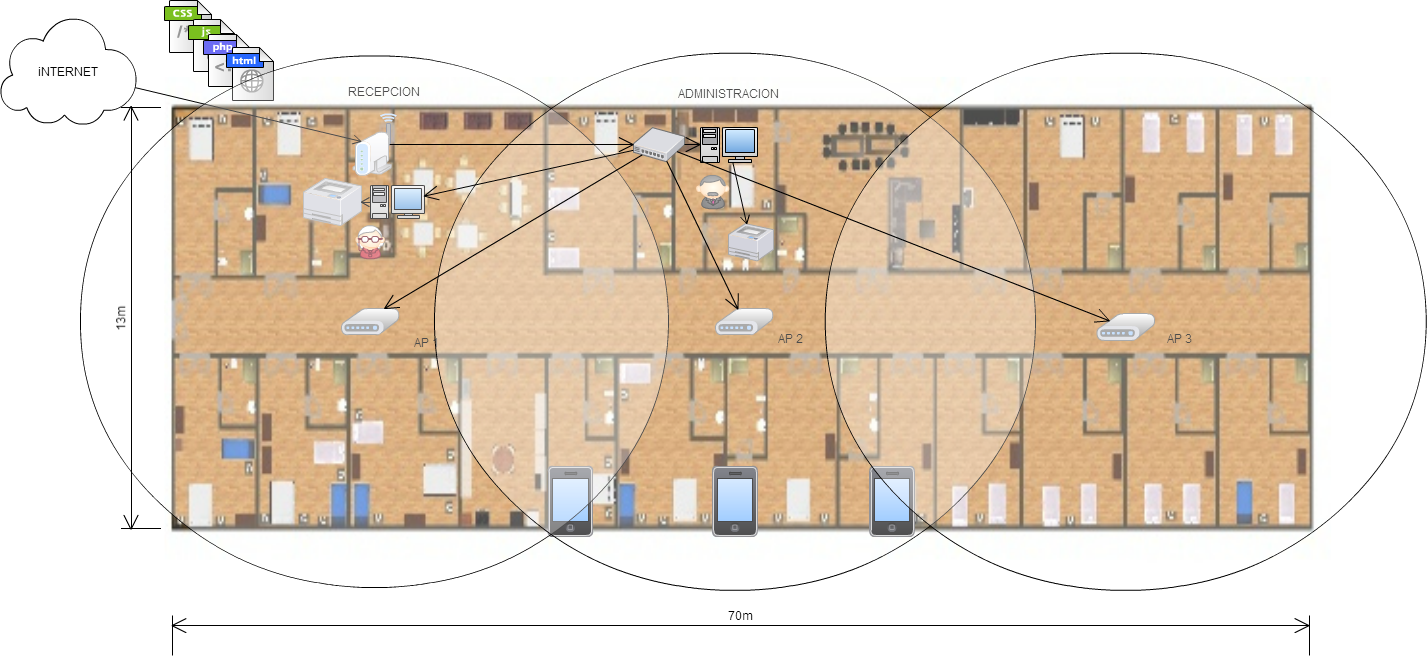 CSS
/*
js
php
<
html
iNTERNET
RECEPCION
ADMINISTRACION
13m
AP 1
AP 2
AP 3
70m